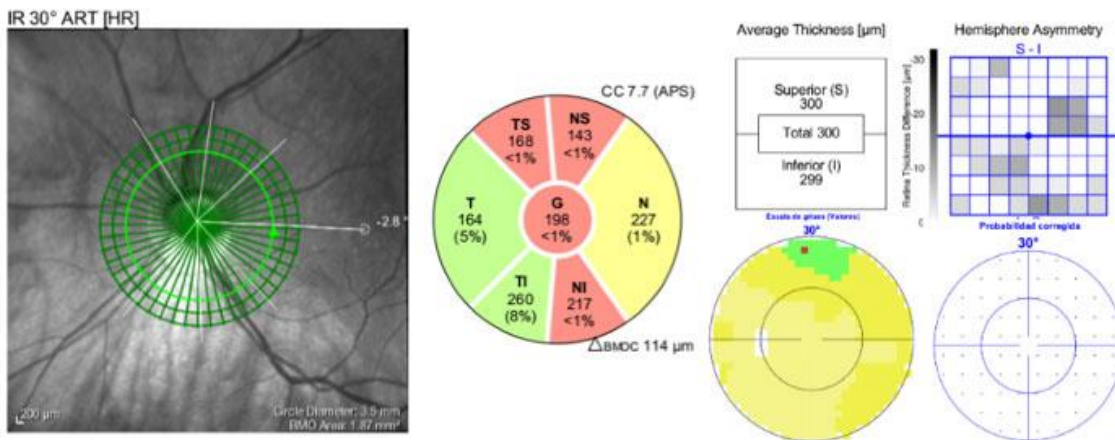 IR 30° ART [HR]
-2.8°
200 µm
Circle Diameter: 3.5 mm
BMO Area: 1.87 mm²
CC 7.7 (APS)
TS
168
<1%
NS
143
<1%
T
164
(5%)
G
198
<1%
N
227
(1%)
TI
260
(8%)
NI
217
<1%
△BMDC 114 µm
Average Thickness [µm]
Superior (S)
300
Total 300
Inferior (I)
299
Hemisphere Asymmetry
S - I
Retina Thickness Difference [µm]
-30
-20
-10
0
Escala de grises (Valores)
30°
Probabilidad corregida
30°